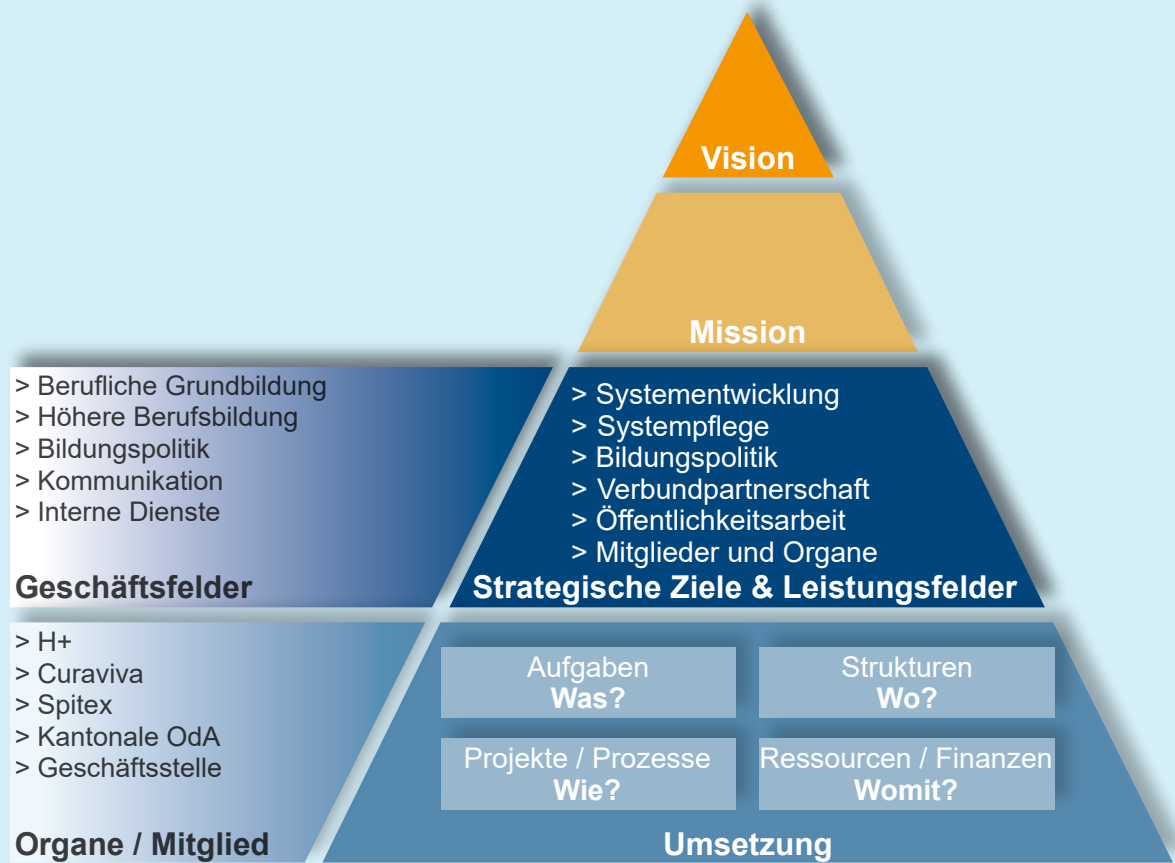 Vision
Mission
> Berufliche Grundbildung
> Höhere Berufsbildung
> Bildungspolitik
> Kommunikation
> Interne Dienste
Geschäftsfelder
> Systementwicklung
> Systempflege
> Bildungspolitik
> Verbundpartnerschaft
> Öffentlichkeitsarbeit
> Mitglieder und Organe
Strategische Ziele & Leistungsfelder
> H+
> Curaviva
> Spitex
> Kantonale OdA
> Geschäftsstelle
Organe / Mitglied
Aufgaben
Was?
Strukturen
Wo?
Projekte / Prozesse
Wie?
Ressourcen / Finanzen
Womit?
Umsetzung